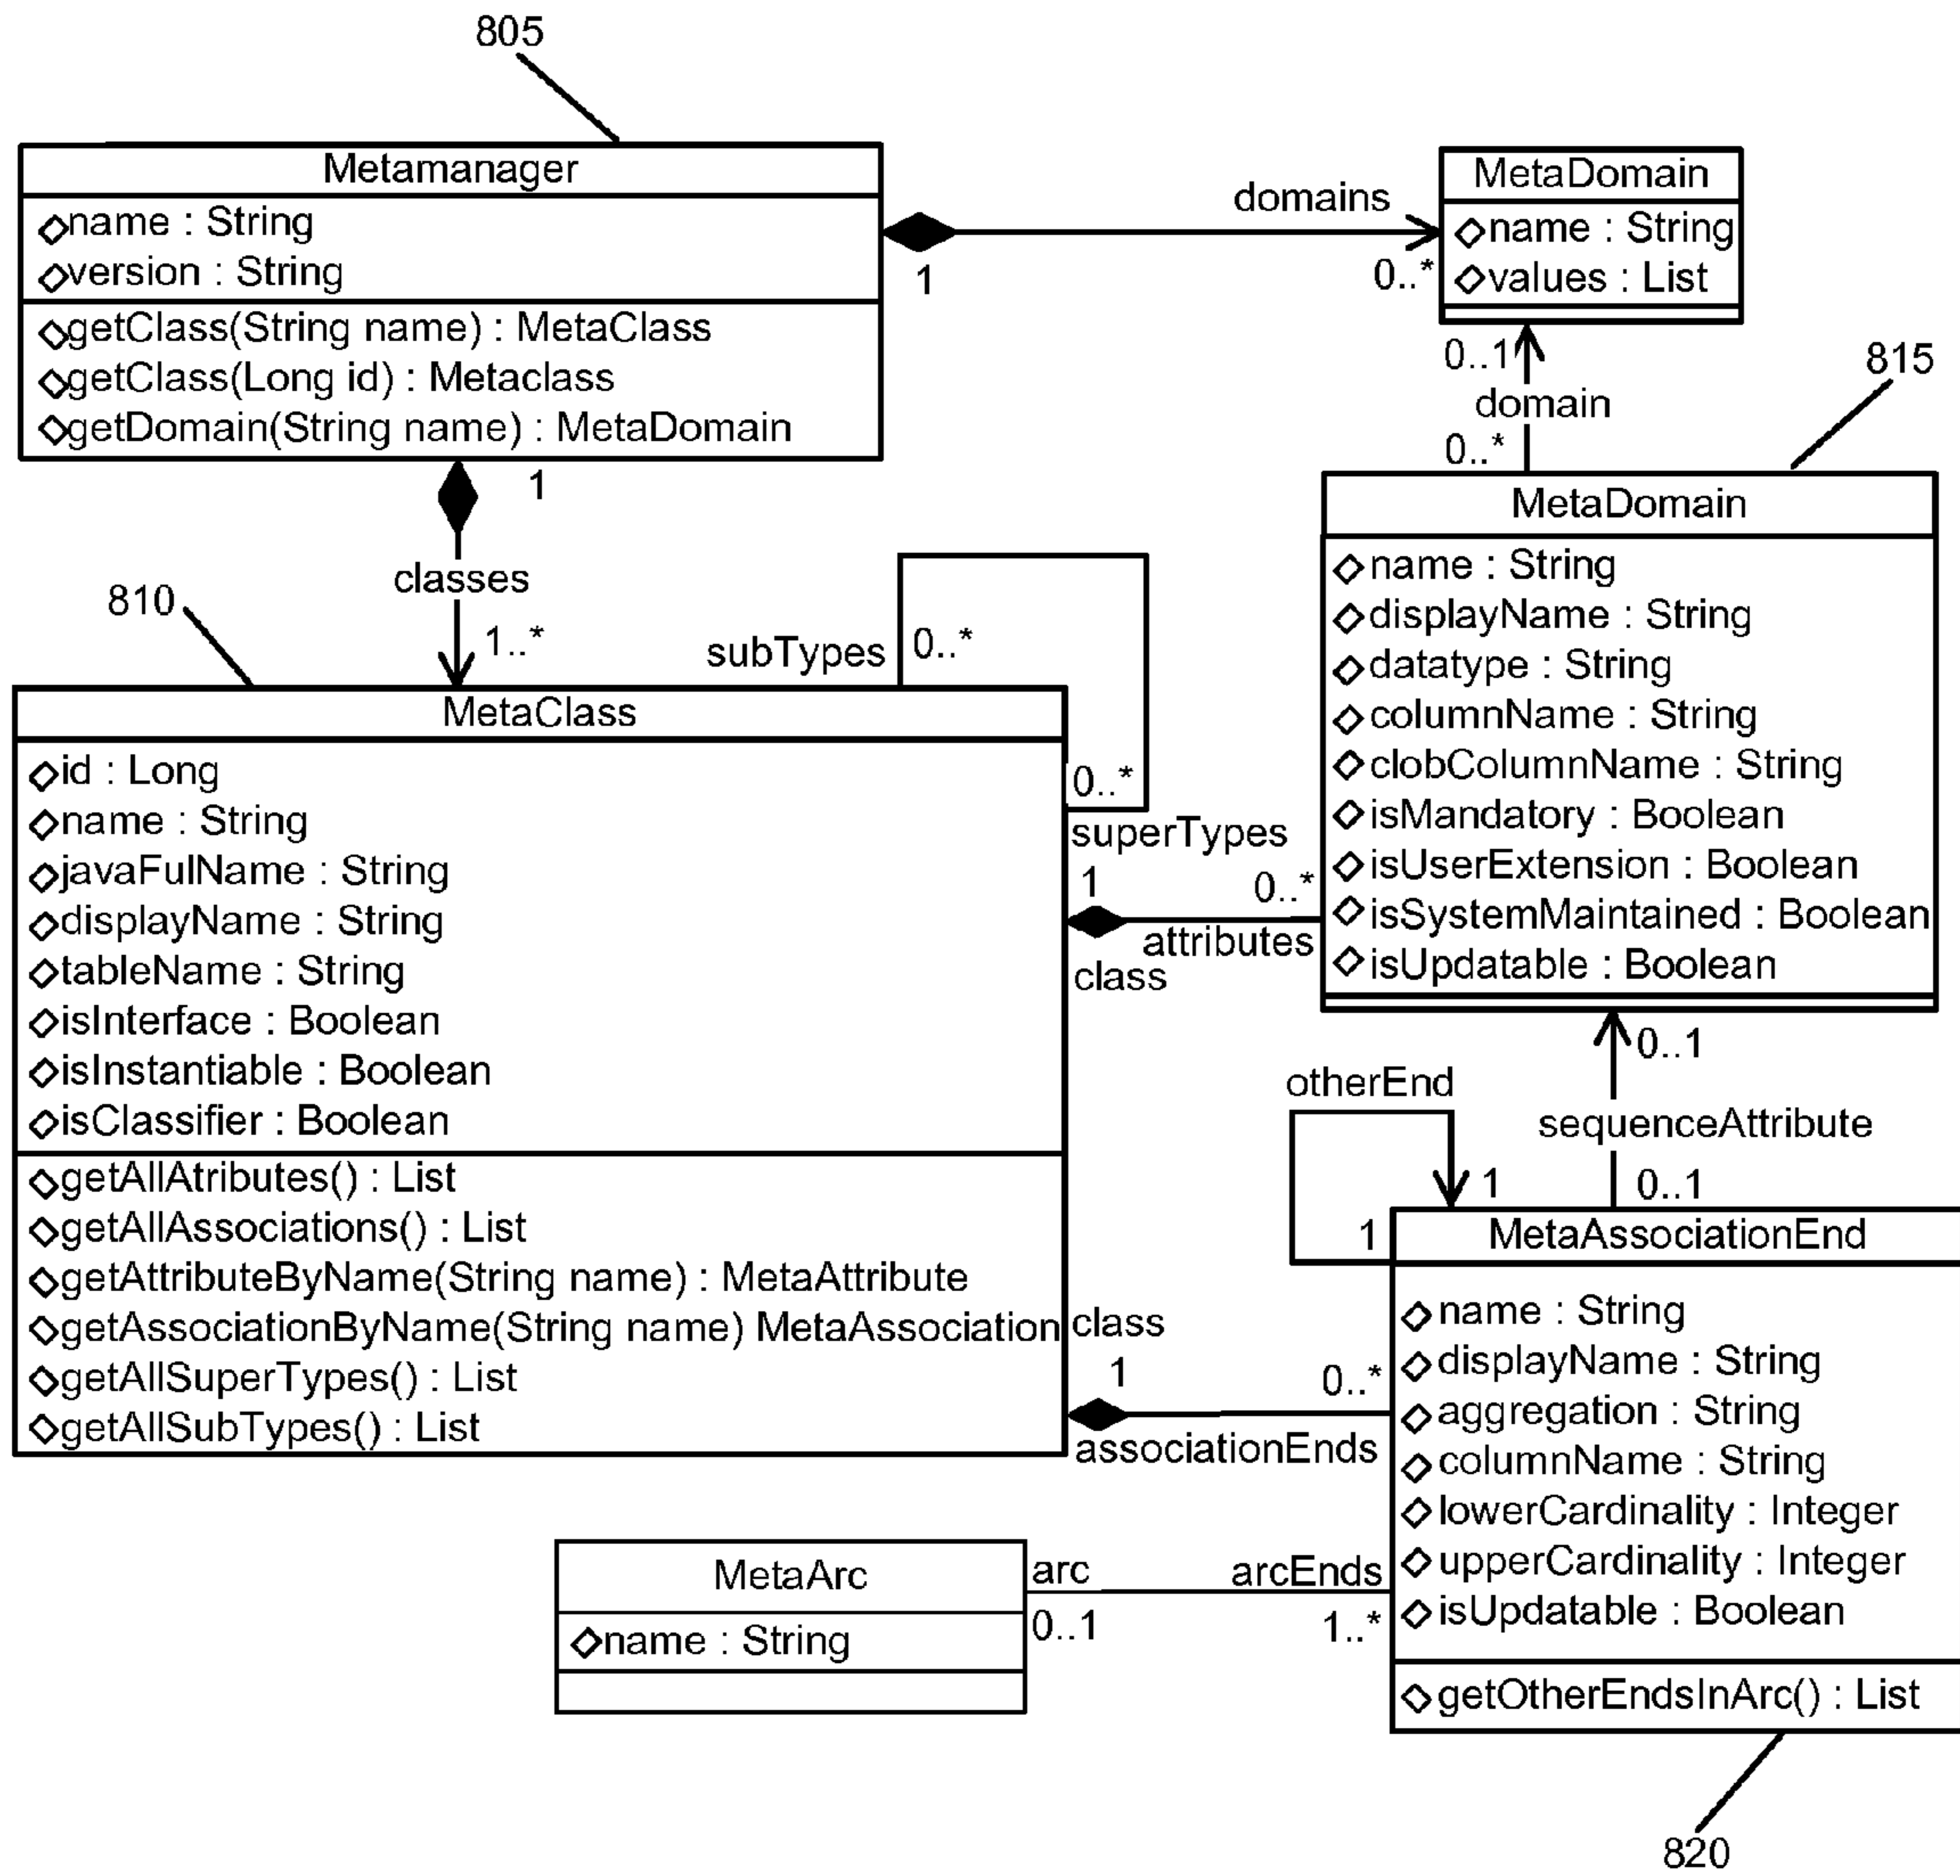 805
Metamanager
name : String
version : String
getClass(String name) : MetaClass
getClass(Long id) : Metaclass
getDomain(String name) : MetaDomain
domains
1
0..*
MetaDomain
name : String
values : List
0..1
domain
0..*
815
MetaDomain
name : String
displayName : String
datatype : String
columnName : String
clobColumnName : String
isMandatory : Boolean
isUserExtension : Boolean
isSystemMaintained : Boolean
isUpdatable : Boolean
1
classes
1..*
810
subTypes
0..*
0..*
superTypes
MetaClass
id : Long
name : String
javaFulName : String
displayName : String
tableName : String
isInterface : Boolean
isInstantiable : Boolean
isClassifier : Boolean
getAllAtributes() : List
getAllAssociations() : List
getAttributeByName(String name) : MetaAttribute
getAssociationByName(String name) MetaAssociation
getAllSuperTypes() : List
getAllSubTypes() : List
1
0..*
attributes
class
0..1
sequenceAttribute
0..1
otherEnd
1
1
class
1
0..*
associationEnds
MetaAssociationEnd
name : String
displayName : String
aggregation : String
columnName : String
lowerCardinality : Integer
upperCardinality : Integer
isUpdatable : Boolean
getOtherEndsInArc() : List
MetaArc
name : String
arc
arcEnds
0..1
1..*
820